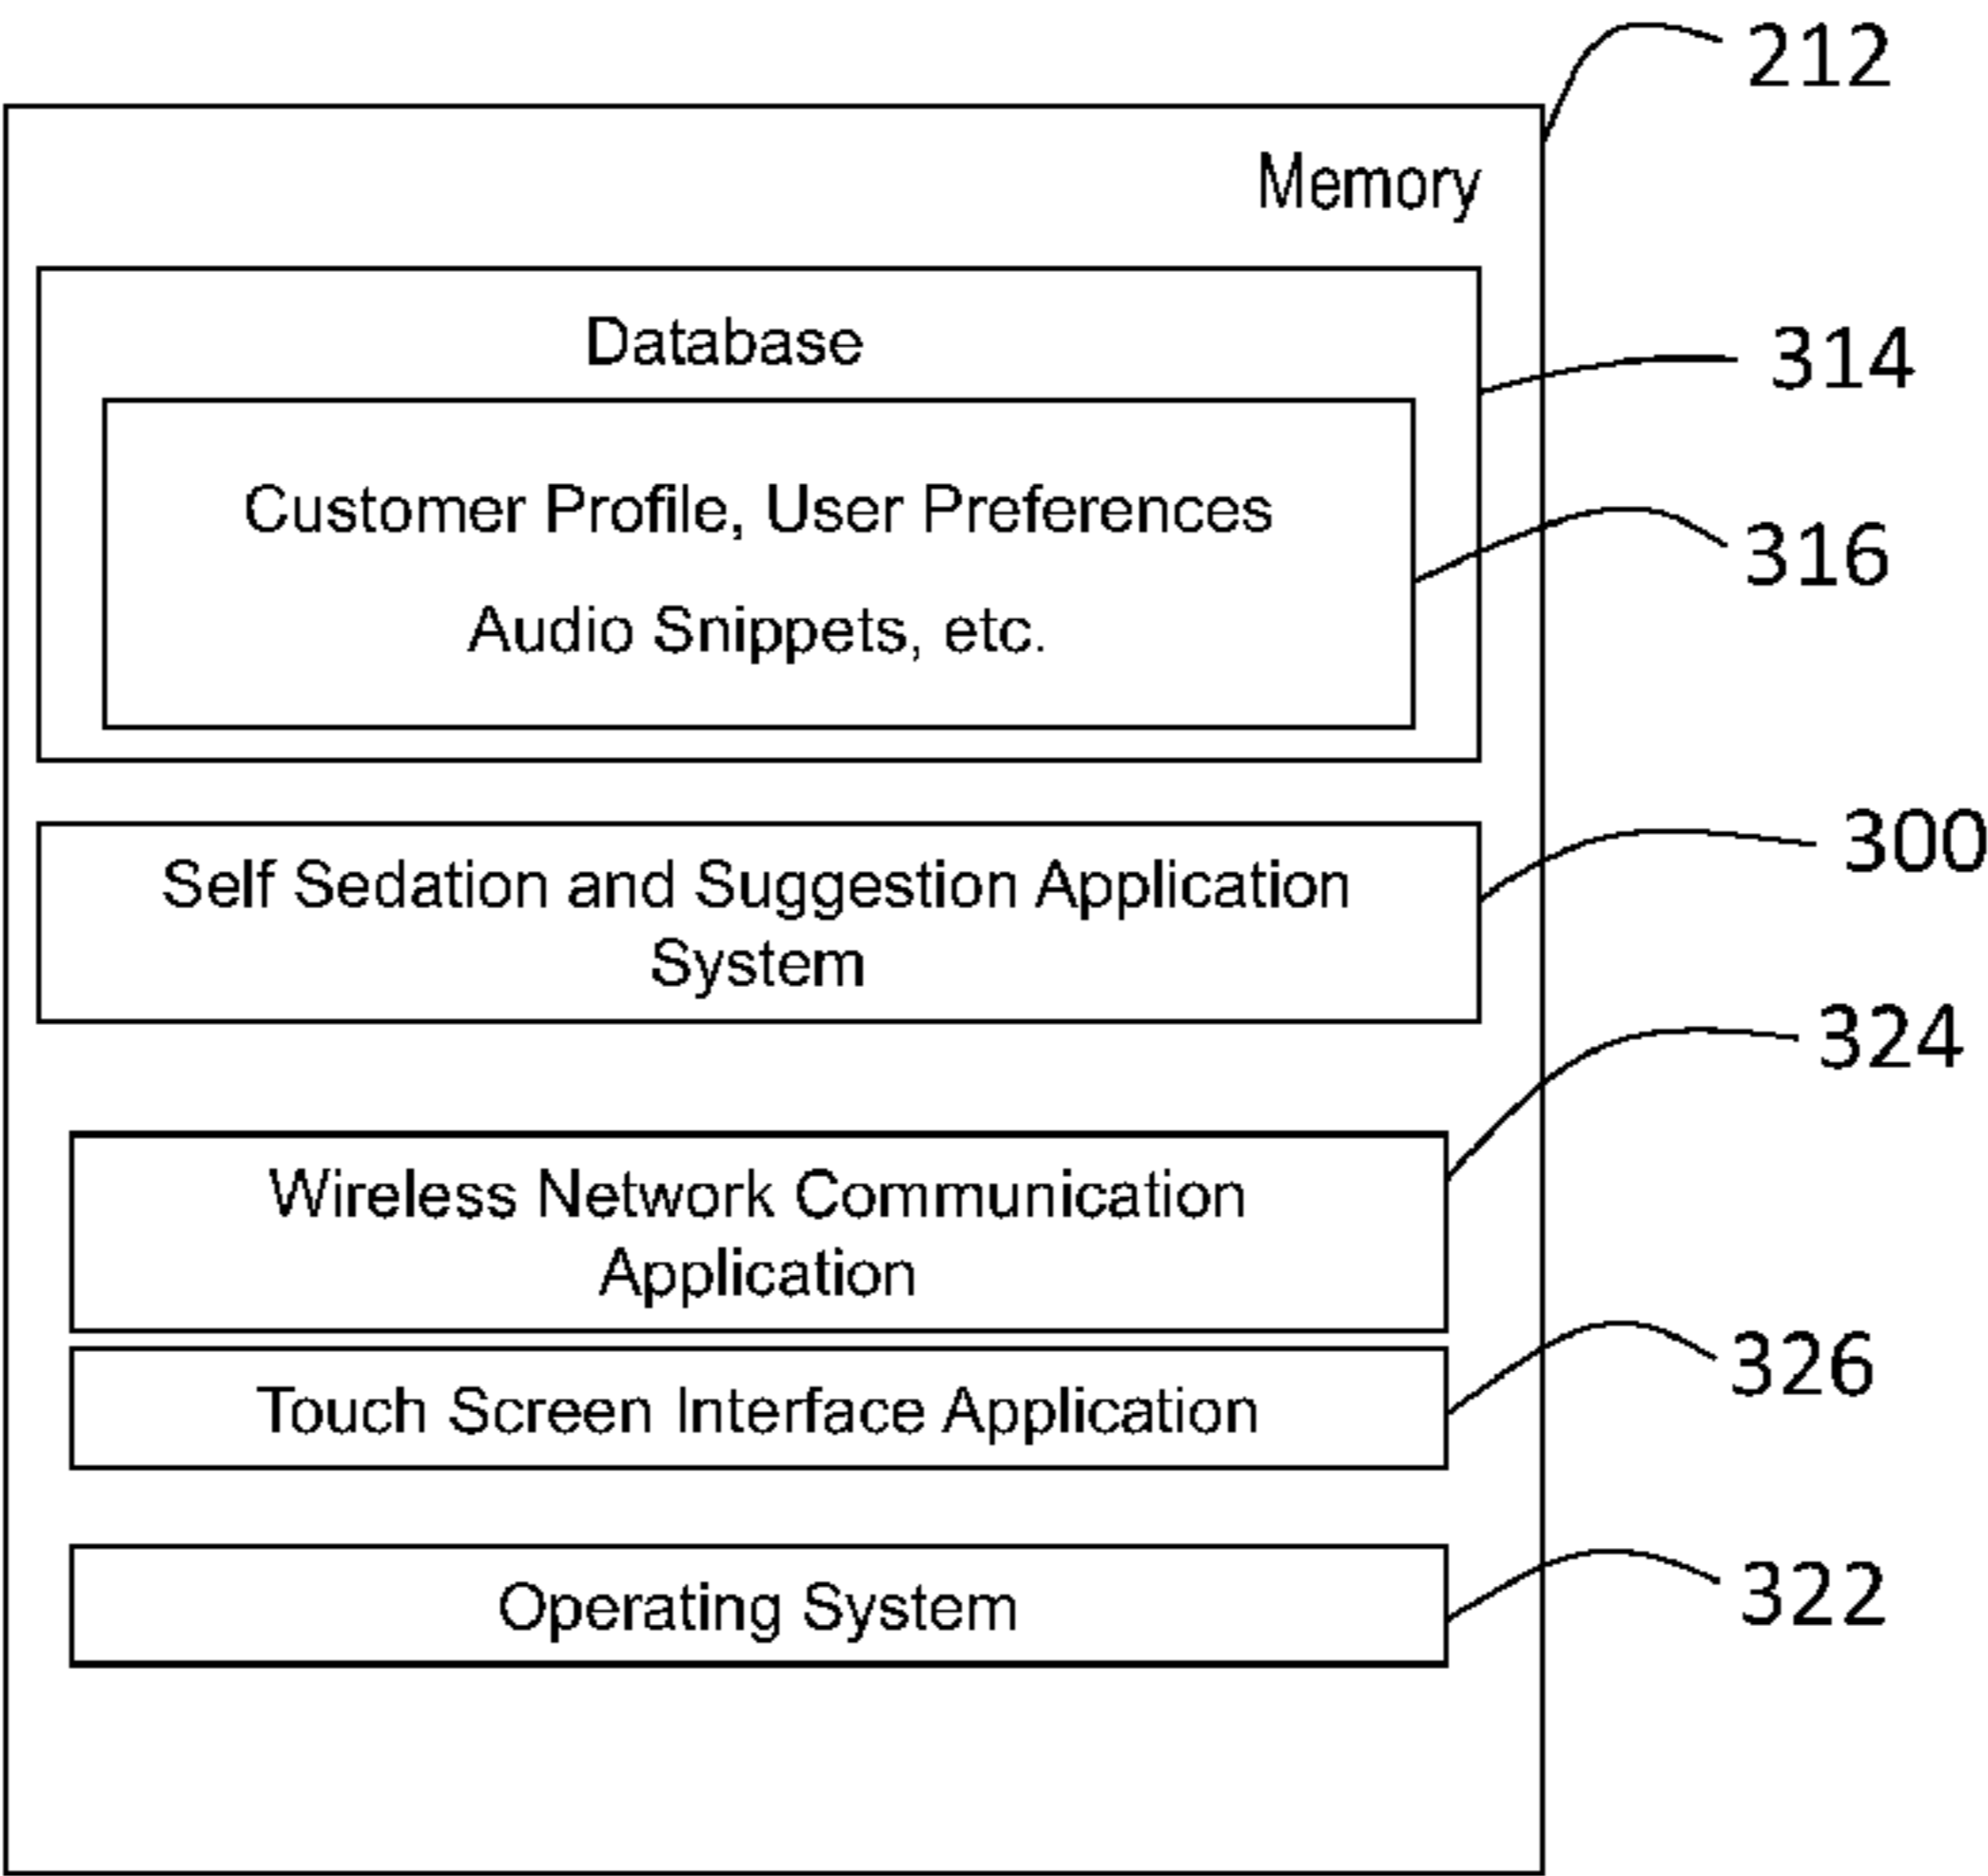 212
Memory
Database
314
Customer Profile, User Preferences
Audio Snippets, etc.
316
Self Sedation and Suggestion Application
System
300
324
Wireless Network Communication
Application
Touch Screen Interface Application
326
Operating System
322